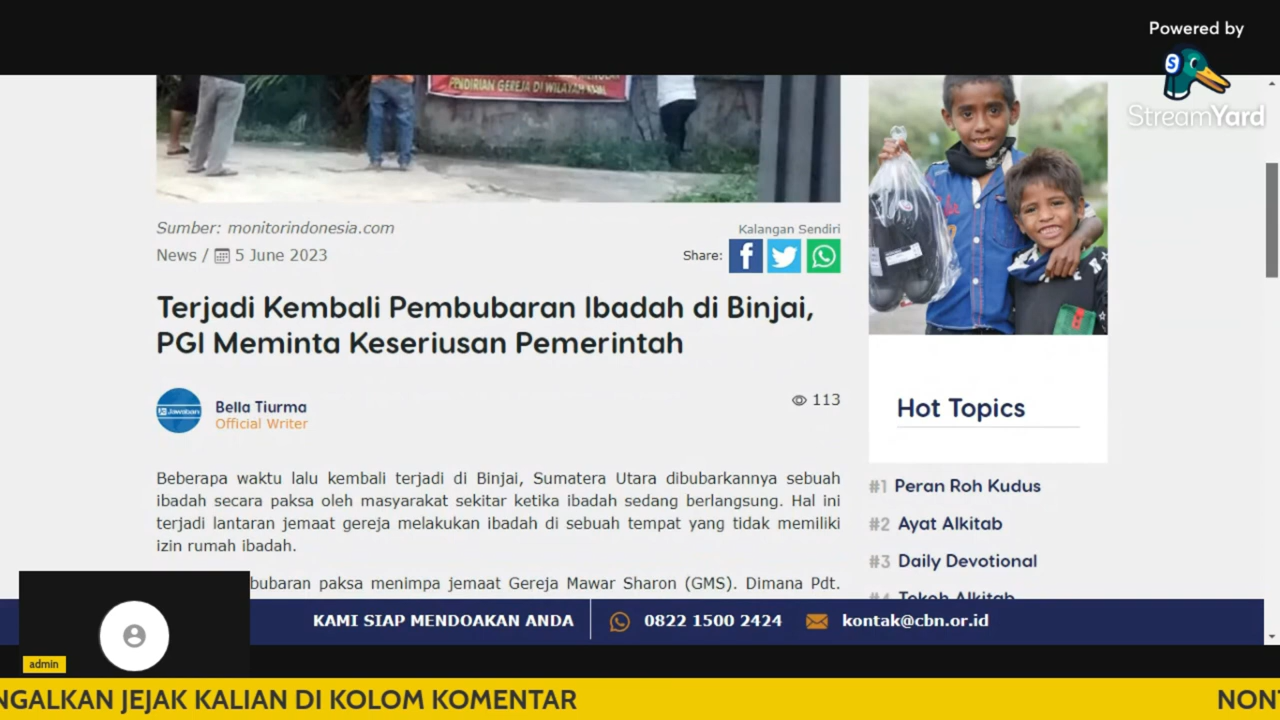 Powered by
StreamYard
PENDIRIAN GEREJA DI WILAYAH KAMI.
Sumber: monitorindonesia.com
Kalangan Sendiri
News / 5 June 2023
Share:
Terjadi Kembali Pembubaran Ibadah di Binjai,
PGI Meminta Keseriusan Pemerintah
Jawaban
Bella Tiurma
Official Writer
113
Beberapa waktu lalu kembali terjadi di Binjai, Sumatera Utara dibubarkannya sebuah
ibadah secara paksa oleh masyarakat sekitar ketika ibadah sedang berlangsung. Hal ini
terjadi lantaran jemaat gereja melakukan ibadah di sebuah tempat yang tidak memiliki
izin rumah ibadah.
bubaran paksa menimpa jemaat Gereja Mawar Sharon (GMS). Dimana Pdt.
Hot Topics
#1 Peran Roh Kudus
#2 Ayat Alkitab
#3 Daily Devotional
#4 Tokoh Alkitab
KAMI SIAP MENDOAKAN ANDA
0822 1500 2424
kontak@cbn.or.id
admin
NGALKAN JEJAK KALIAN DI KOLOM KOMENTAR
NON